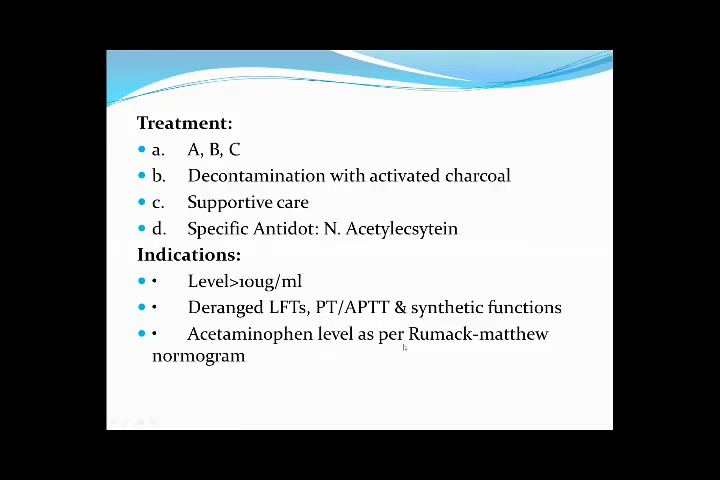 Treatment:
• a. A, B, C
• b. Decontamination with activated charcoal
• c. Supportive care
• d. Specific Antidot: N. Acetylecsytein
Indications:
• • Level>10ug/ml
• • Deranged LFTs, PT/APTT & synthetic functions
• • Acetaminophen level as per Rumack-matthew
normogram